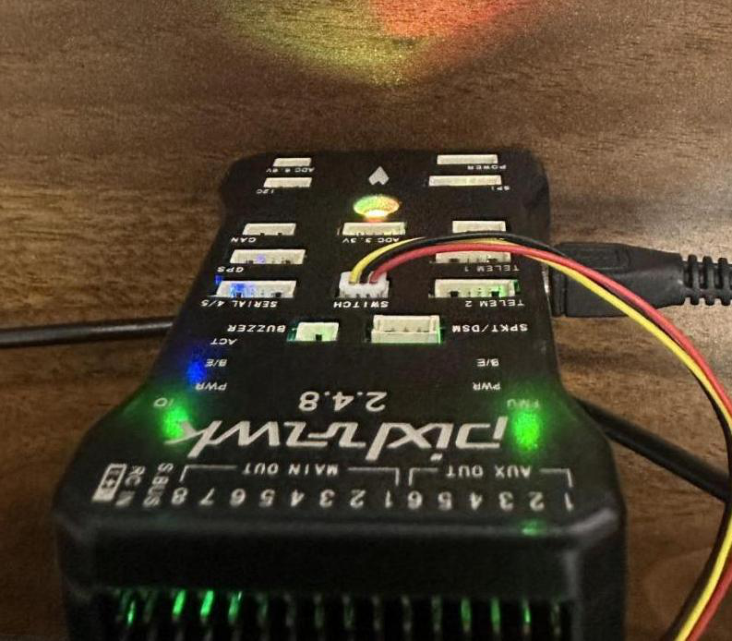 1 2 3 4 5 6 1 2 3 4 5 6 7 8 S.BUS RC IN
AUX OUT MAIN OUT
pixhawk
2.4.8
FMU IO
PWR PWR
B/E B/E
ACT
SPKT/DSM BUZZER
TELEM 2 SWITCH SERIAL 4/5
TELEM 1 GPS
ADC 3.3V CAN
SPI I2C
POWER ADC 6.6V